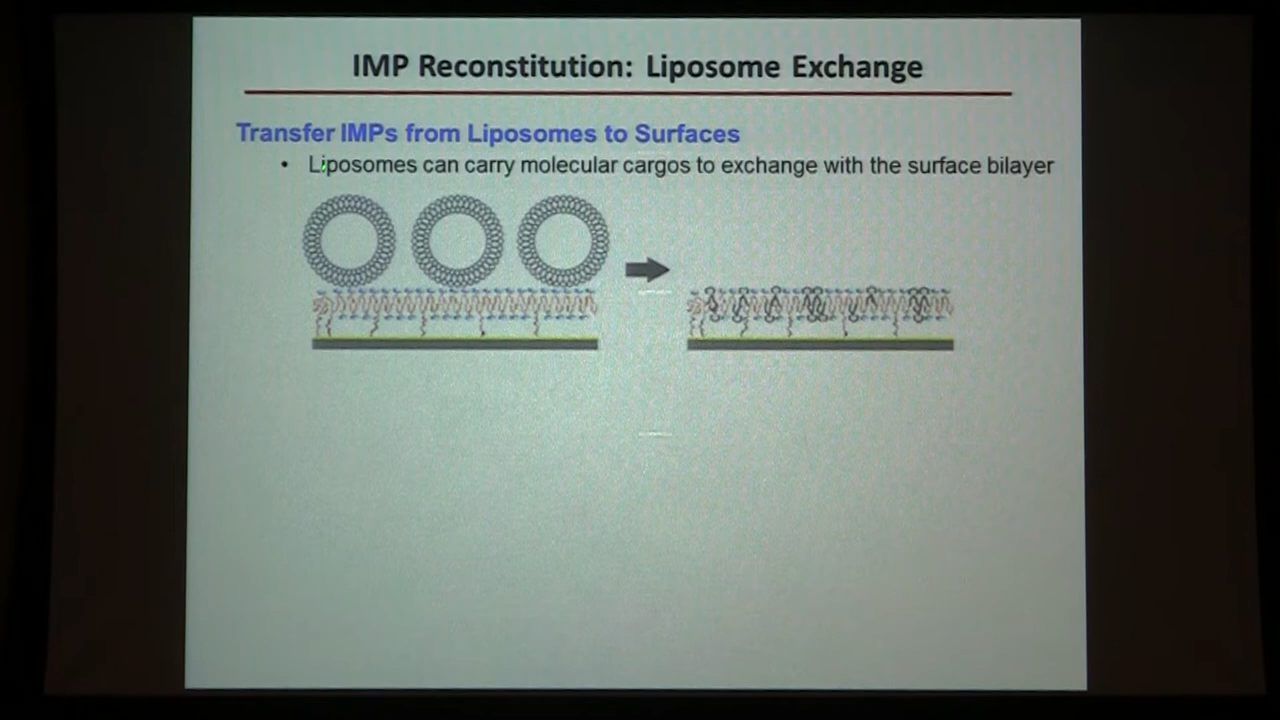 IMP Reconstitution: Liposome Exchange
Transfer IMPs from Liposomes to Surfaces
• Liposomes can carry molecular cargos to exchange with the surface bilayer